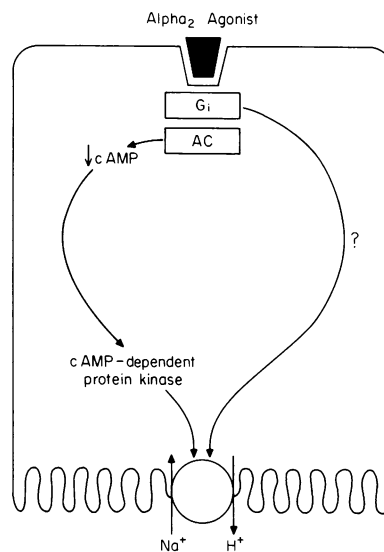 Alpha₂ Agonist
Gi
AC
↓cAMP
?
cAMP-dependent
protein kinase
Na⁺
H⁺